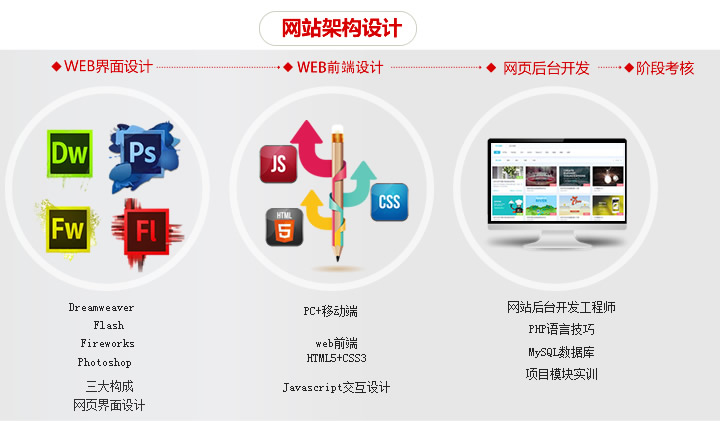 网站架构设计
◆WEB界面设计
◆WEB前端设计
◆网页后台开发
◆阶段考核
Dw
Ps
Fw
Fl
JS
HTML
5
CSS
Dreamweaver
Flash
Fireworks
Photoshop
三大构成
网页界面设计
PC+移动端
web前端
HTML5+CSS3
Javascript交互设计
网站后台开发工程师
PHP语言技巧
MySQL数据库
项目模块实训